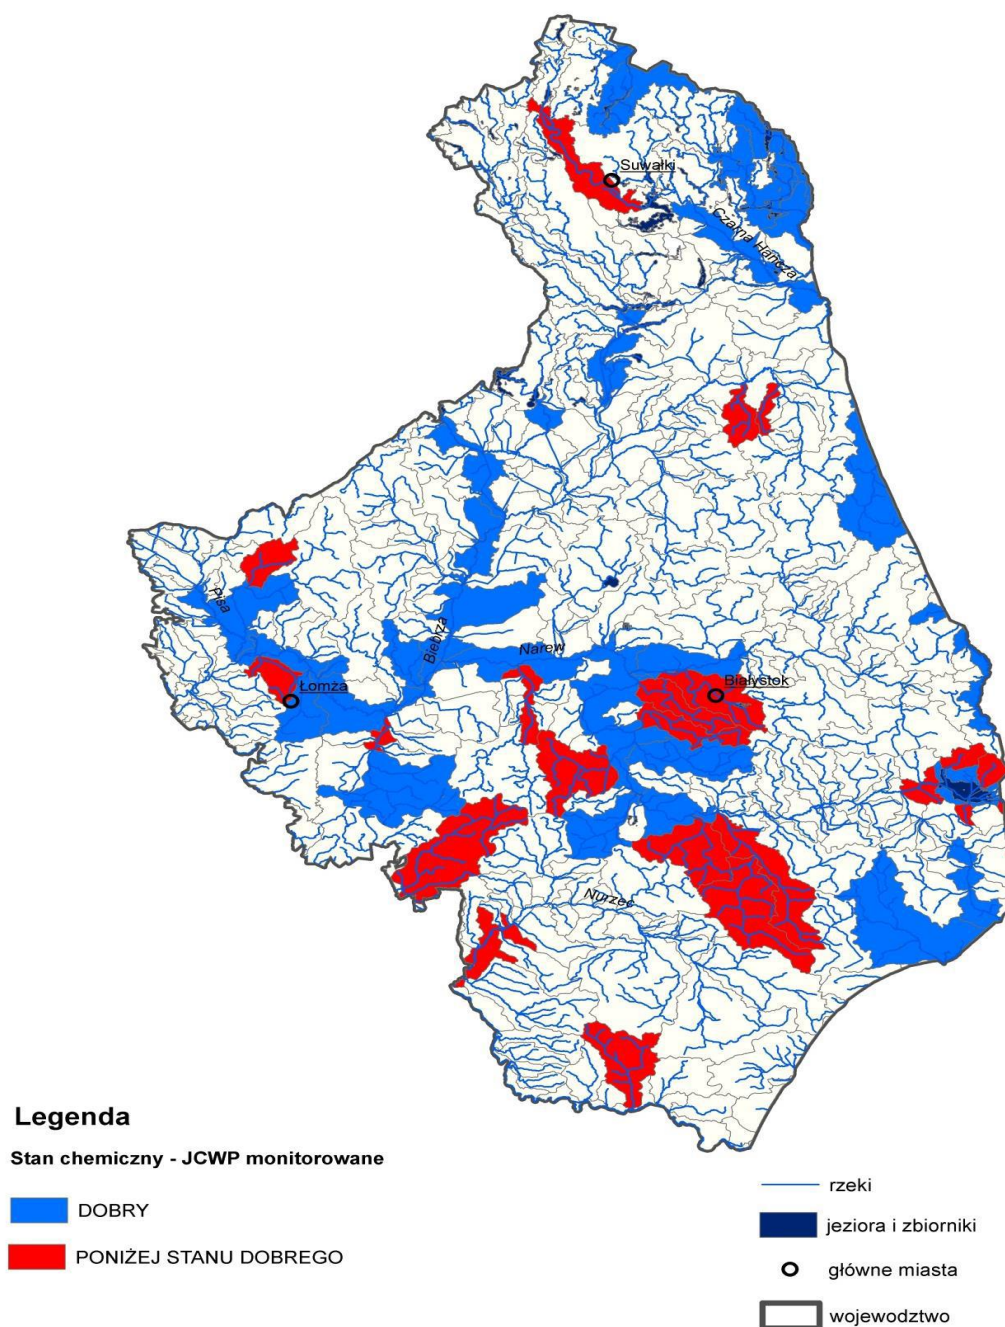 Suwałki
Czarna Hańcza
Pisa
Biebrza
Narew
Łomża
Białystok
Nurzec
Legenda
Stan chemiczny - JCWP monitorowane
DOBRY
PONIŻEJ STANU DOBREGO
rzeki
jeziora i zbiorniki
główne miasta
wojewodztwo